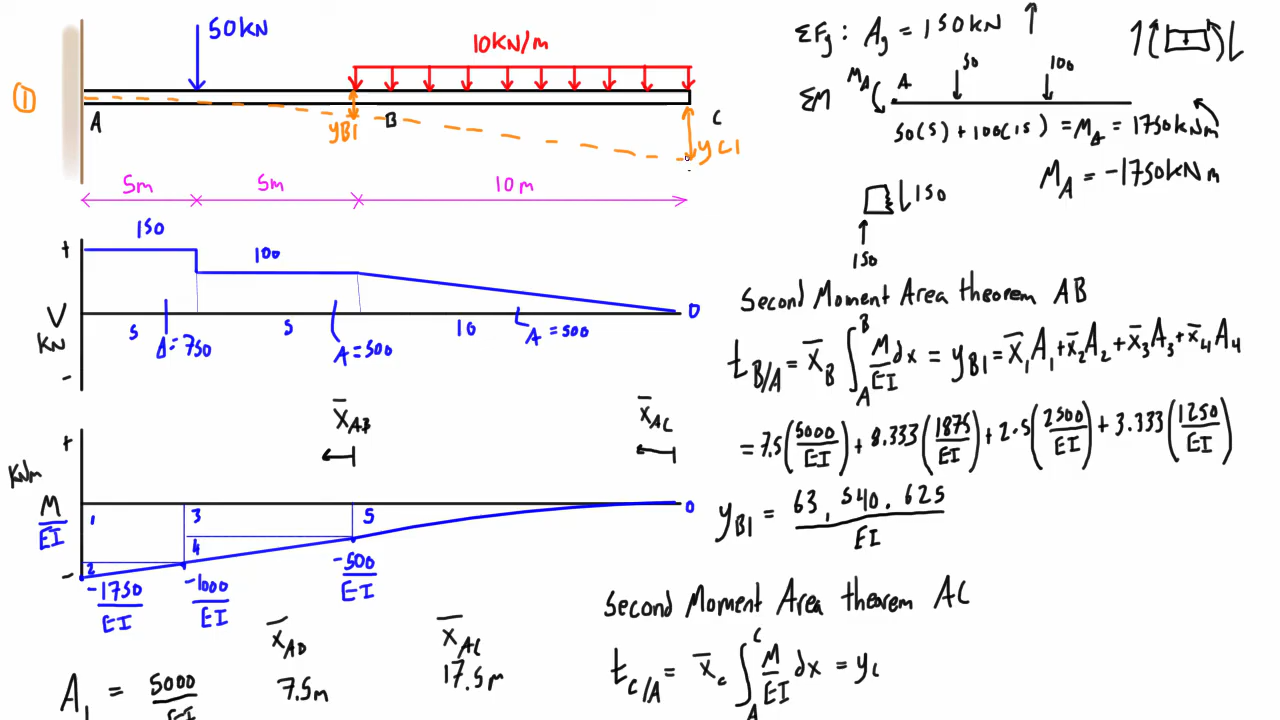 50KN
10KN/m
①
A
B
C
yB1
yC1
5m
5m
10m
ΣFy : Ay = 150KN ↑
ΣM
MA
A
50
100
50(5) + 100(15) = MA = 1750KNm
MA = -1750KNm
150
150
+
V
KN
-
150
100
0
5
5
10
A=750
A=500
A=500
Second Moment Area theorem AB
t B/A = x̄B ∫AB M/EI dx = yB1 = x̄1A1 + x̄2A2 + x̄3A3 + x̄4A4
= 7.5(5000/EI) + 8.333(1875/EI) + 2.5(2500/EI) + 3.333(1250/EI)
yB1 = 63,540.625/EI
x̄AB
x̄AC
+
KNm
M/EI
-
1
2
3
4
5
0
-1750/EI
-1000/EI
-500/EI
Second Moment Area theorem AC
t C/A = x̄C ∫AC M/EI dx = yC
x̄AB
x̄AC
A1 = 5000/EI
7.5m
17.5m